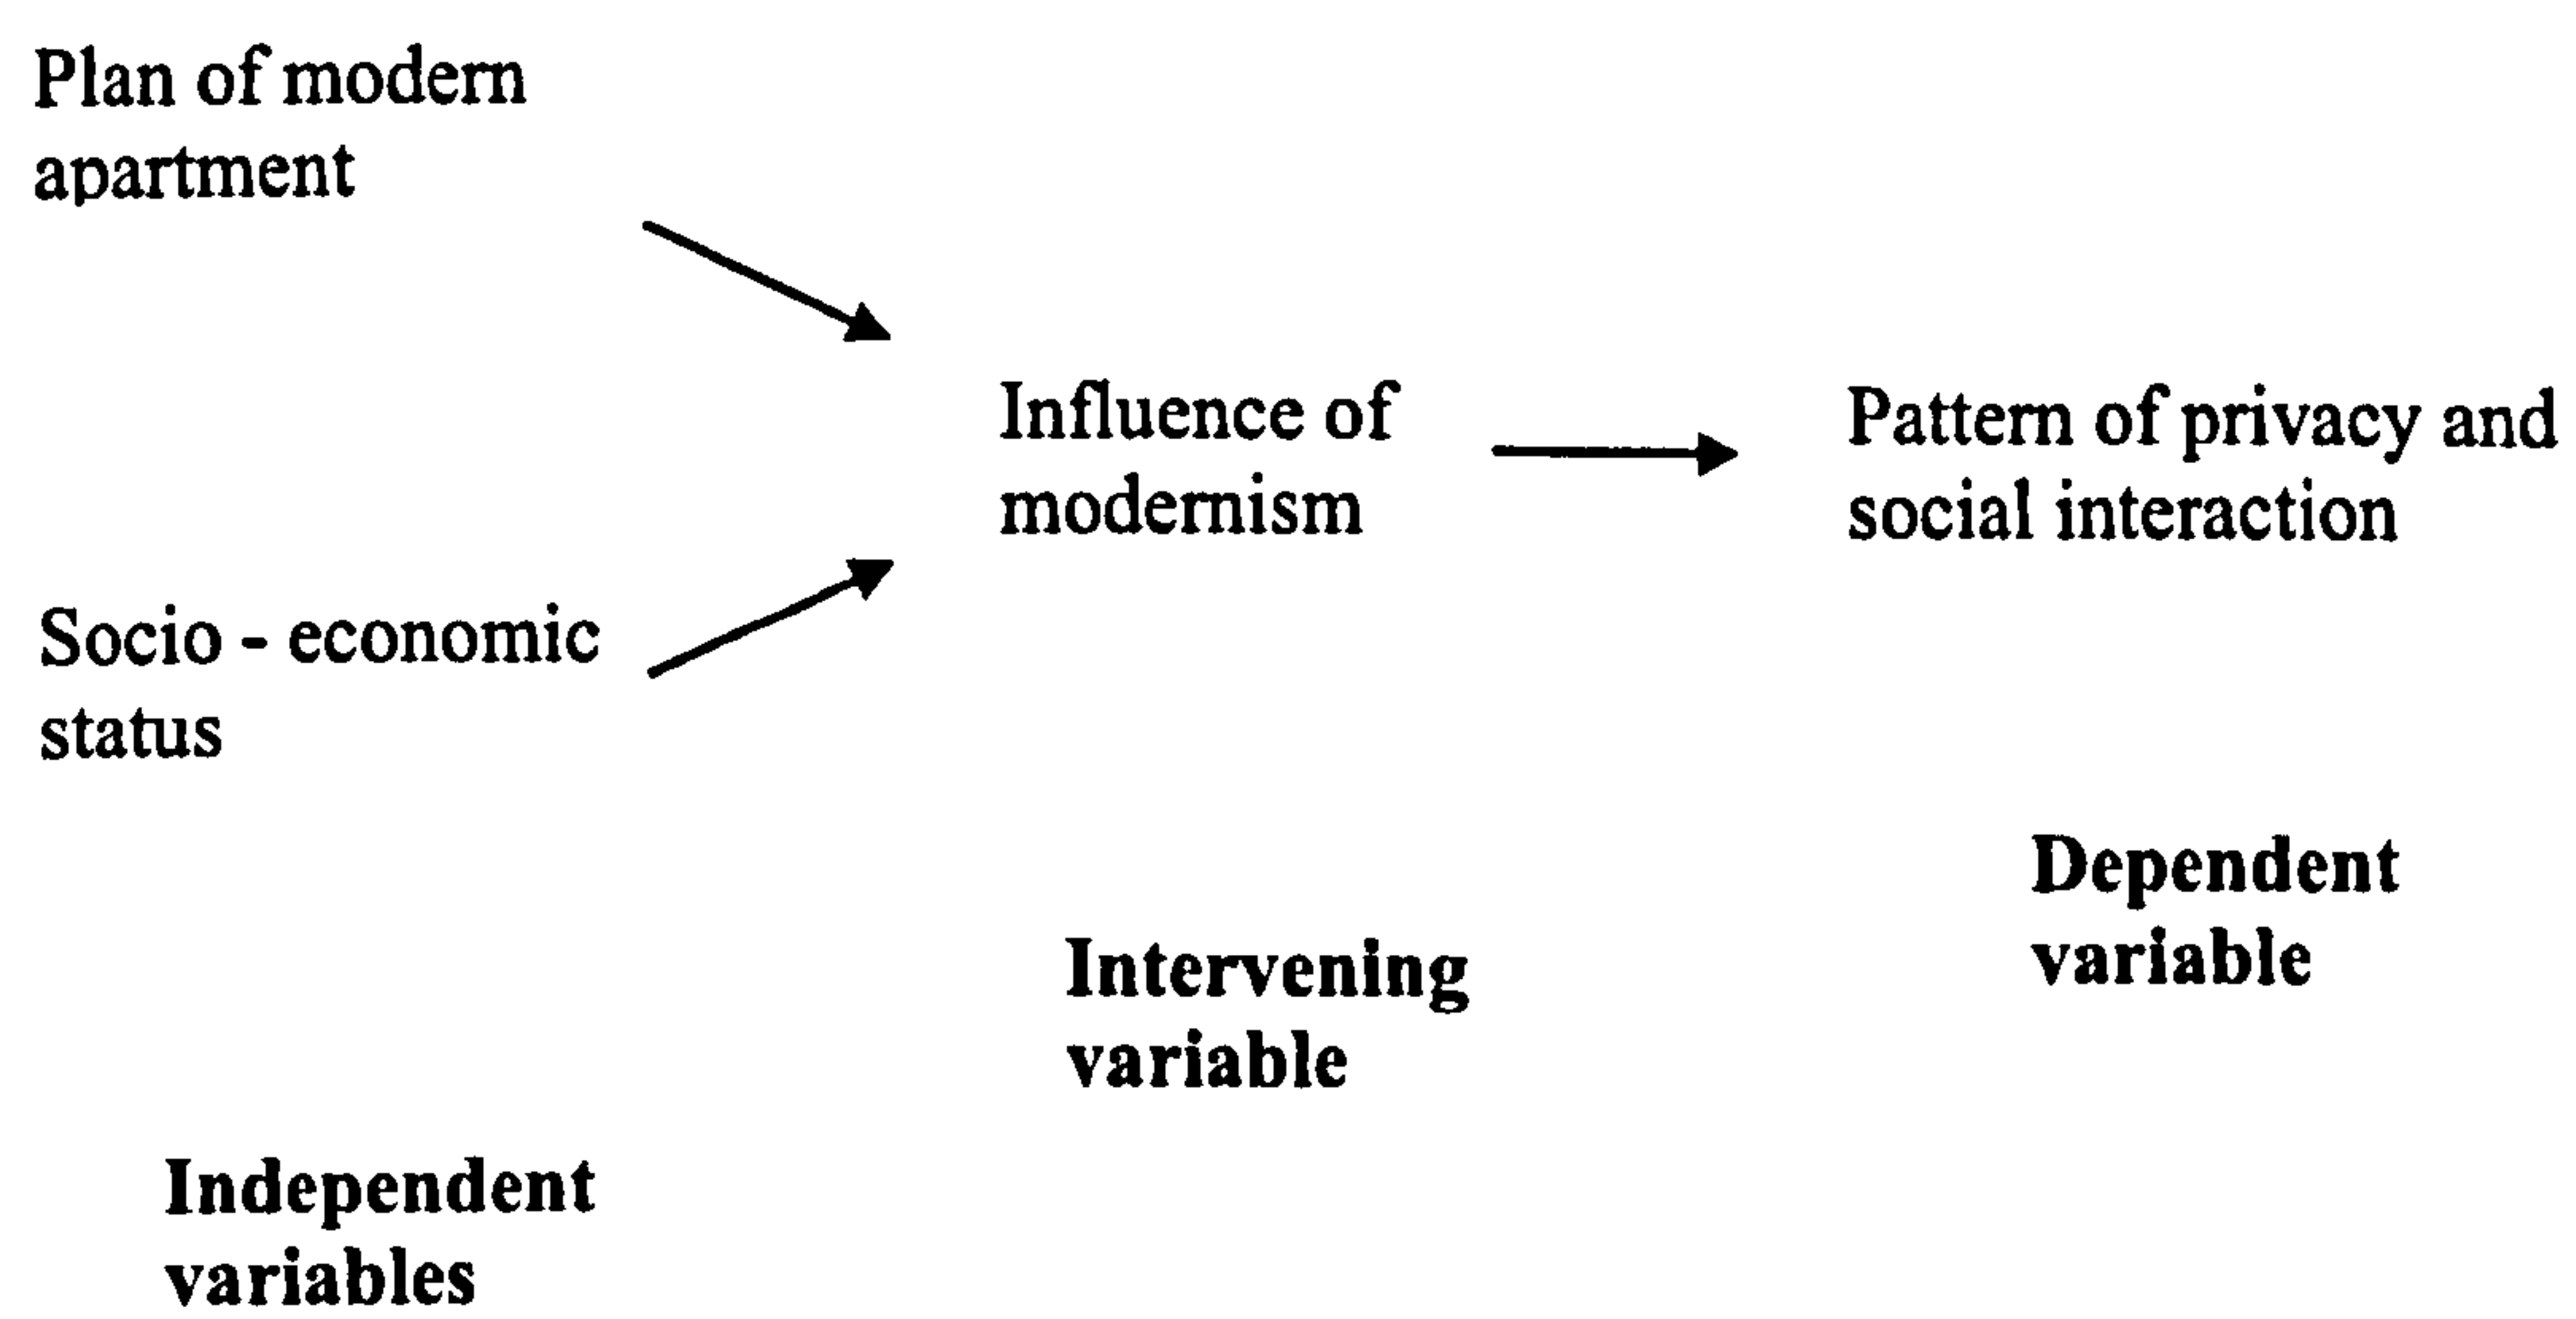 Plan of modern
apartment
Influence of
modernism
Pattern of privacy and
social interaction
Socio - economic
status
Dependent
variable
Intervening
variable
Independent
variables